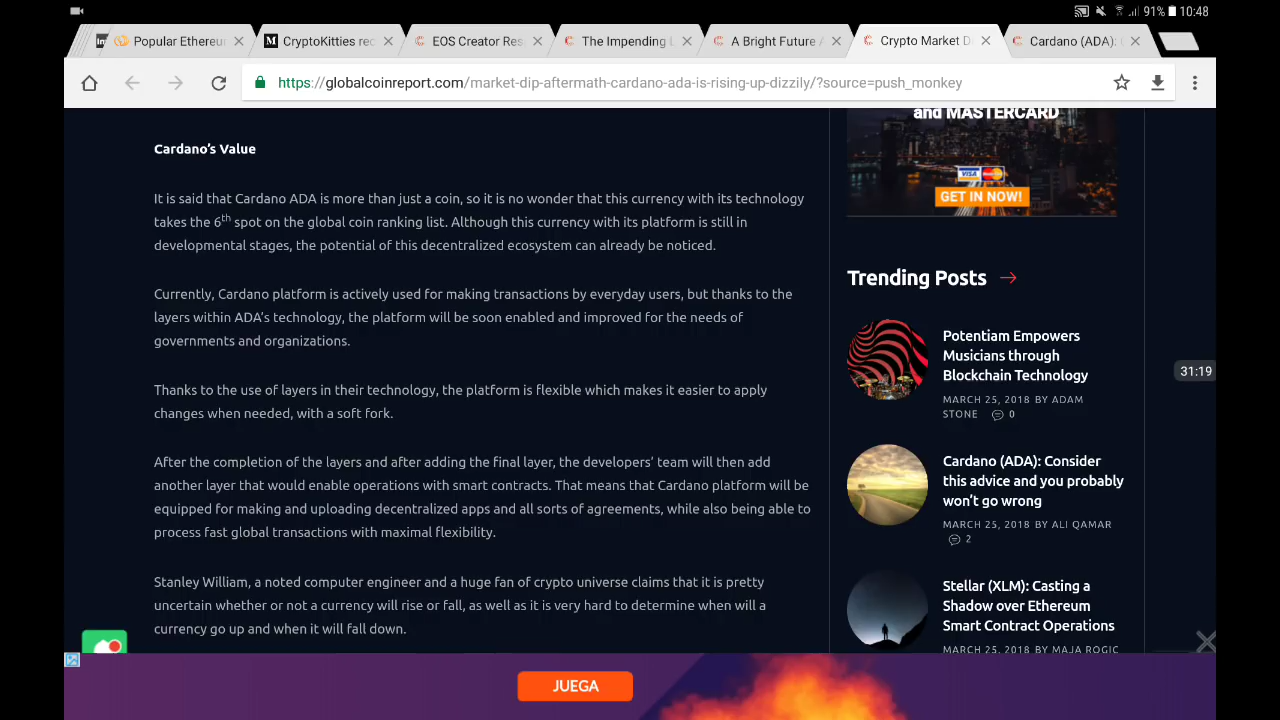 91% 10:48
Popular Ethereu
CryptoKitties rec
EOS Creator Res
The Impending L
A Bright Future A
Crypto Market D
Cardano (ADA): C
https://globalcoinreport.com/market-dip-aftermath-cardano-ada-is-rising-up-dizzily/?source=push_monkey
Cardano's Value
It is said that Cardano ADA is more than just a coin, so it is no wonder that this currency with its technology
takes the 6th spot on the global coin ranking list. Although this currency with its platform is still in
developmental stages, the potential of this decentralized ecosystem can already be noticed.
Currently, Cardano platform is actively used for making transactions by everyday users, but thanks to the
layers within ADA's technology, the platform will be soon enabled and improved for the needs of
governments and organizations.
Thanks to the use of layers in their technology, the platform is flexible which makes it easier to apply
changes when needed, with a soft fork.
After the completion of the layers and after adding the final layer, the developers' team will then add
another layer that would enable operations with smart contracts. That means that Cardano platform will be
equipped for making and uploading decentralized apps and all sorts of agreements, while also being able to
process fast global transactions with maximal flexibility.
Stanley William, a noted computer engineer and a huge fan of crypto universe claims that it is pretty
uncertain whether or not a currency will rise or fall, as well as it is very hard to determine when will a
currency go up and when it will fall down.
and MASTERCARD
VISA MasterCard
GET IN NOW!
Trending Posts
Potentiam Empowers
Musicians through
Blockchain Technology
MARCH 25, 2018 BY ADAM
STONE 0
Cardano (ADA): Consider
this advice and you probably
won't go wrong
MARCH 25, 2018 BY ALI QAMAR
2
Stellar (XLM): Casting a
Shadow over Ethereum
Smart Contract Operations
MARCH 25, 2018 BY MAJA ROGIC
31:19
JUEGA